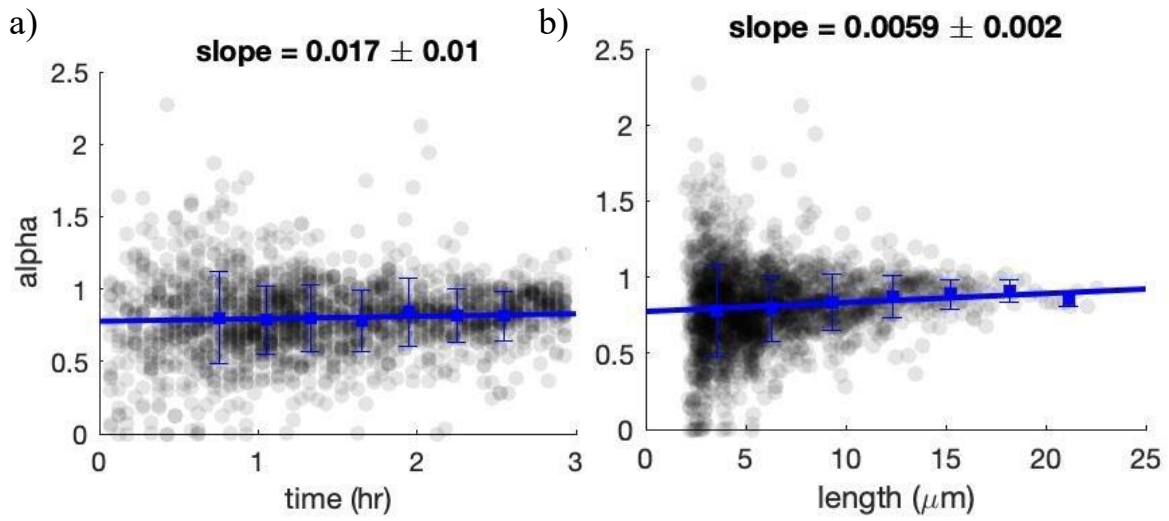 a)
slope = 0.017 ± 0.01
2.5
2
1.5
1
0.5
0
alpha
0 1 2 3
time (hr)
b)
slope = 0.0059 ± 0.002
2.5
2
1.5
1
0.5
0
0 5 10 15 20 25
length (μm)